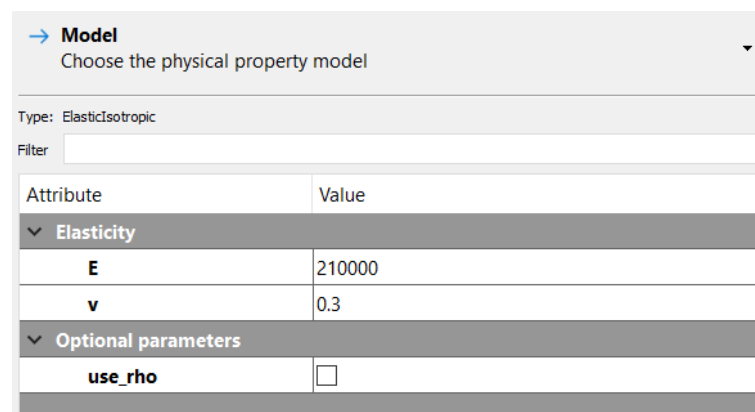 Model
Choose the physical property model
Type: ElasticIsotropic
Filter
Attribute Value
Elasticity
E 210000
v 0.3
Optional parameters
use_rho